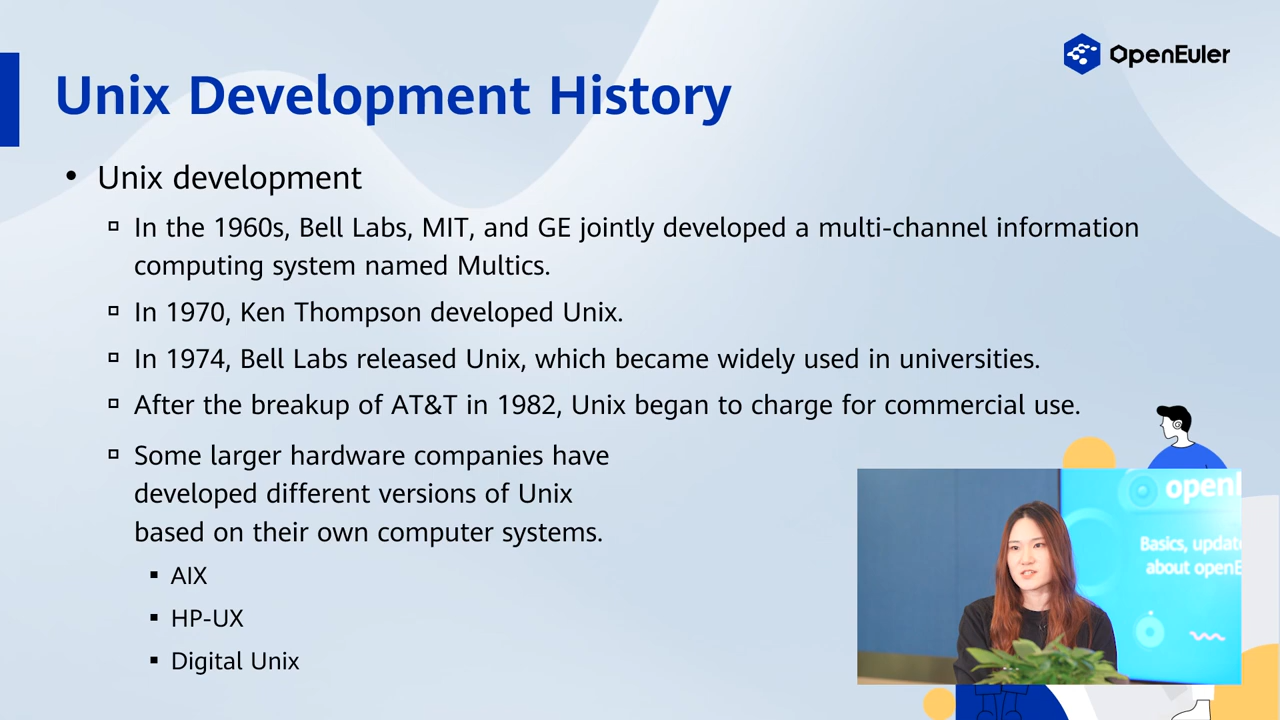 OpenEuler
Unix Development History
• Unix development
In the 1960s, Bell Labs, MIT, and GE jointly developed a multi-channel information
computing system named Multics.
In 1970, Ken Thompson developed Unix.
In 1974, Bell Labs released Unix, which became widely used in universities.
After the breakup of AT&T in 1982, Unix began to charge for commercial use.
Some larger hardware companies have
developed different versions of Unix
based on their own computer systems.
▪ AIX
▪ HP-UX
▪ Digital Unix
Basics,
about